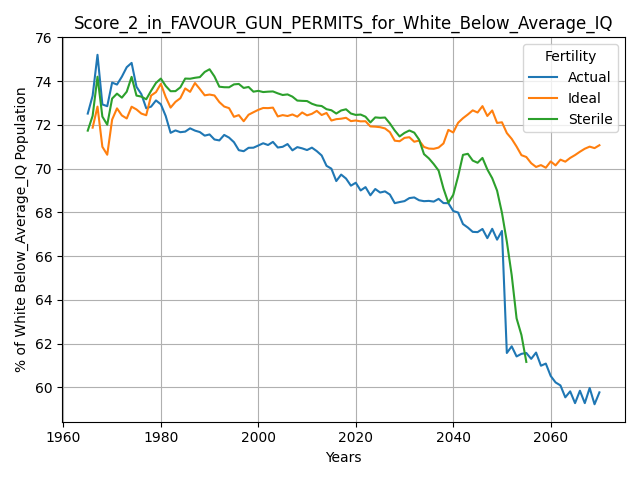 Score_2_in_FAVOUR_GUN_PERMITS_for_White_Below_Average_IQ
% of White Below_Average_IQ Population
76
74
72
70
68
66
64
62
60
Fertility
Actual
Ideal
Sterile
1960
1980
2000
2020
2040
2060
Years